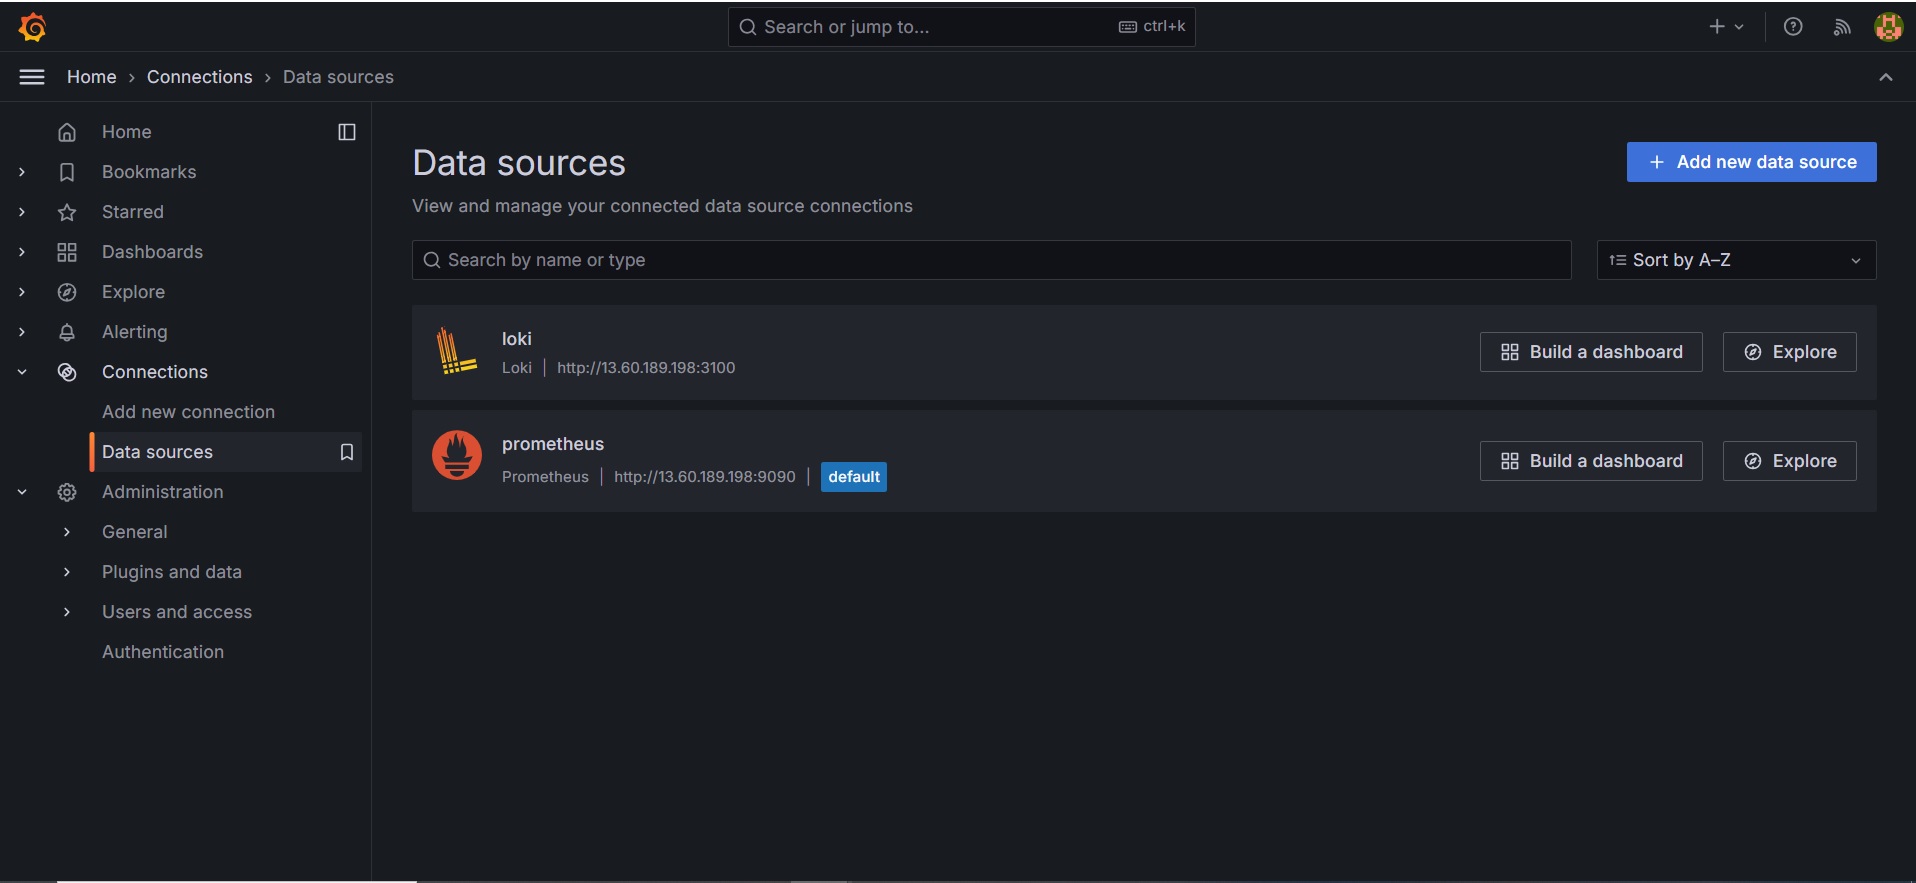 Search or jump to... ctrl+k
Home › Connections › Data sources
Home
Bookmarks
Starred
Dashboards
Explore
Alerting
Connections
Add new connection
Data sources
Administration
General
Plugins and data
Users and access
Authentication
Data sources
+ Add new data source
View and manage your connected data source connections
Search by name or type
Sort by A–Z
loki
Loki | http://13.60.189.198:3100
Build a dashboard
Explore
prometheus
Prometheus | http://13.60.189.198:9090 | default
Build a dashboard
Explore